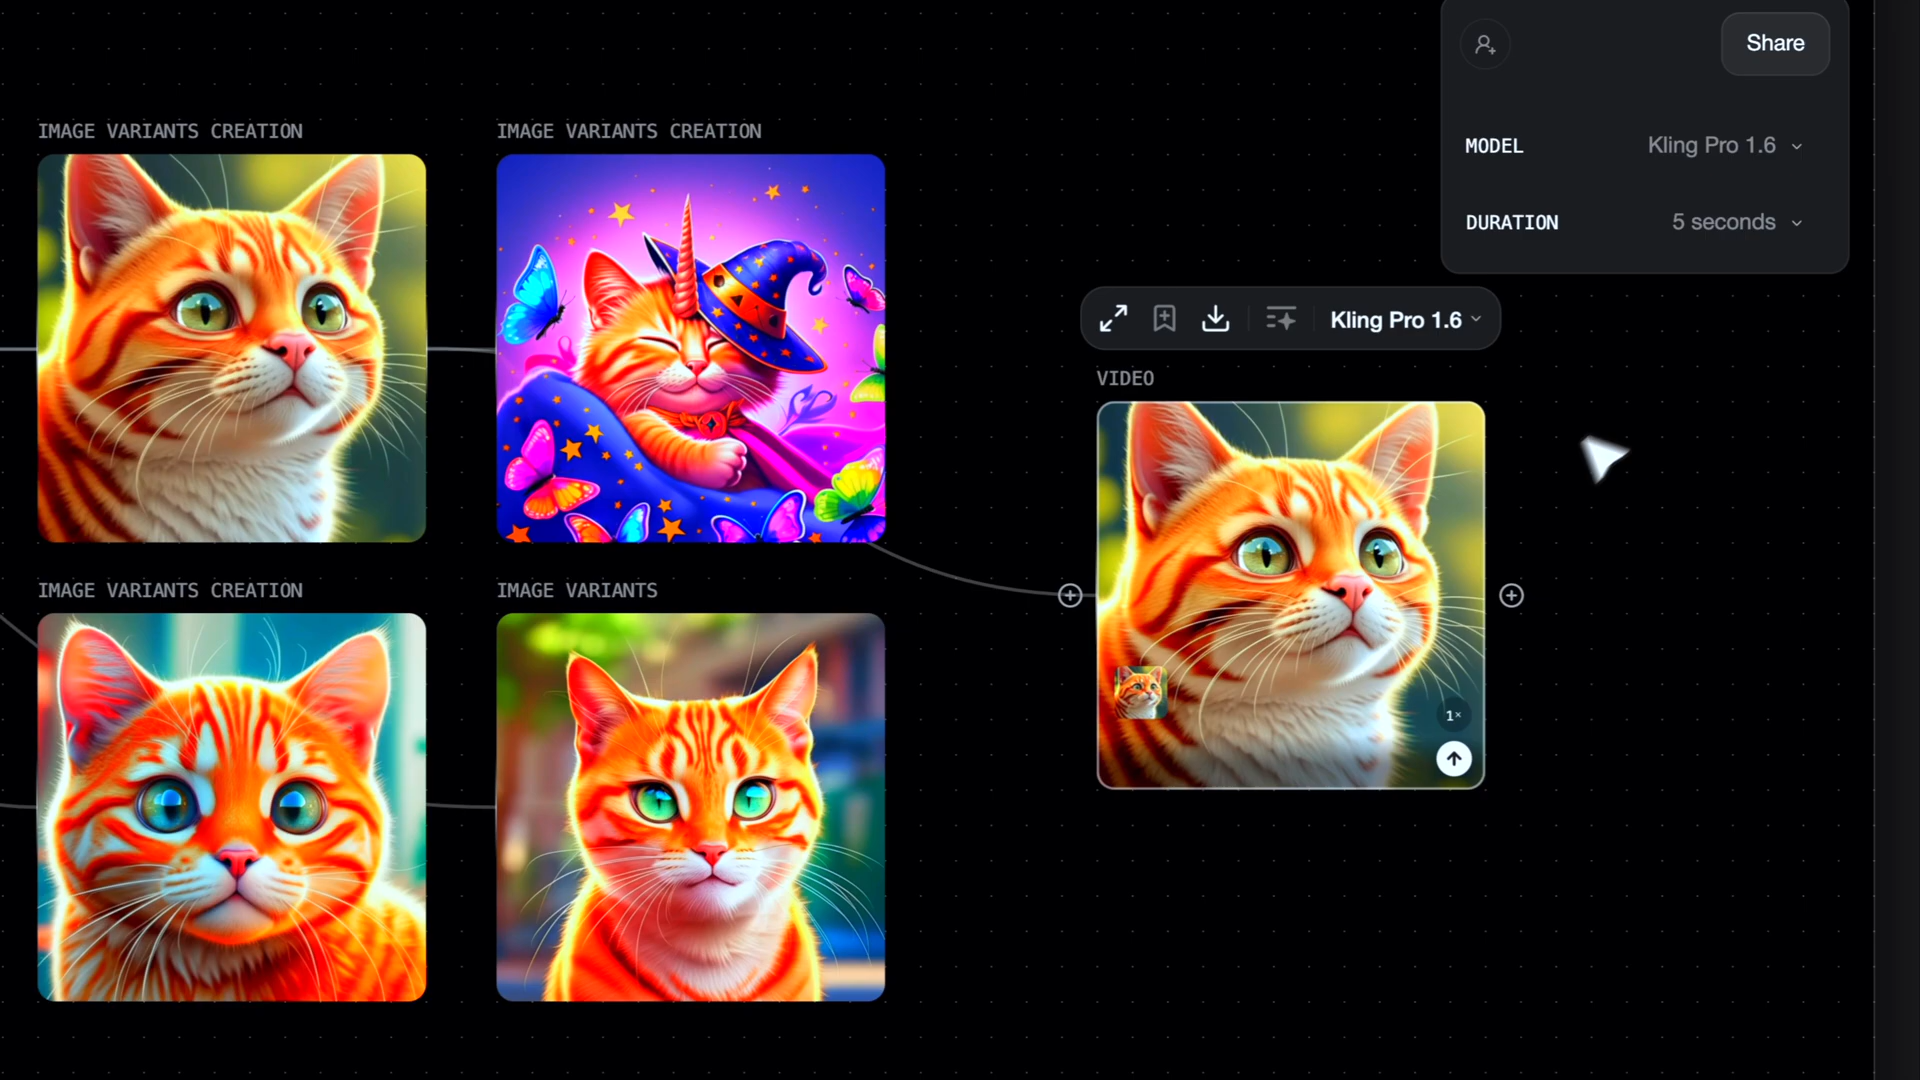 Share
MODEL Kling Pro 1.6
DURATION 5 seconds
IMAGE VARIANTS CREATION
IMAGE VARIANTS CREATION
Kling Pro 1.6
VIDEO
IMAGE VARIANTS CREATION
IMAGE VARIANTS
1×